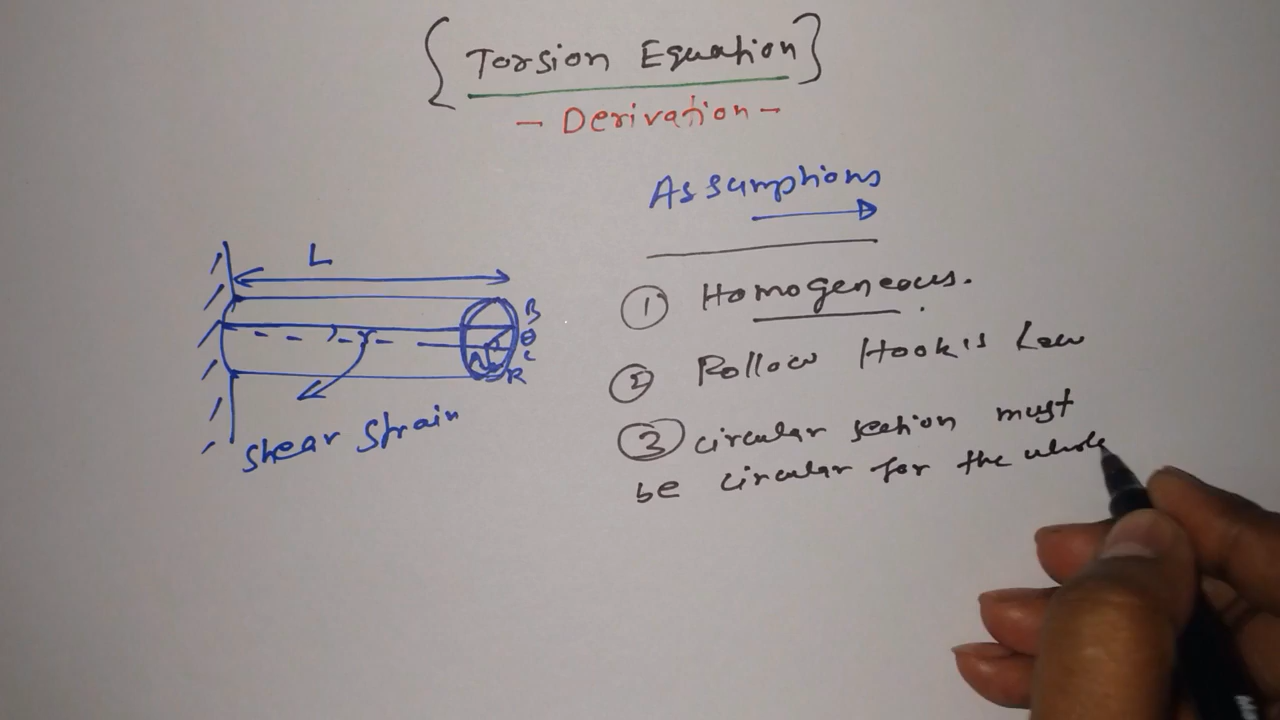 {Torsion Equation}
- Derivation -
Assumptions
L
① Homogeneous.
B
θ
C
R
② Follow Hook's Law
Shear Strain
③ circular section must
be circular for the whole